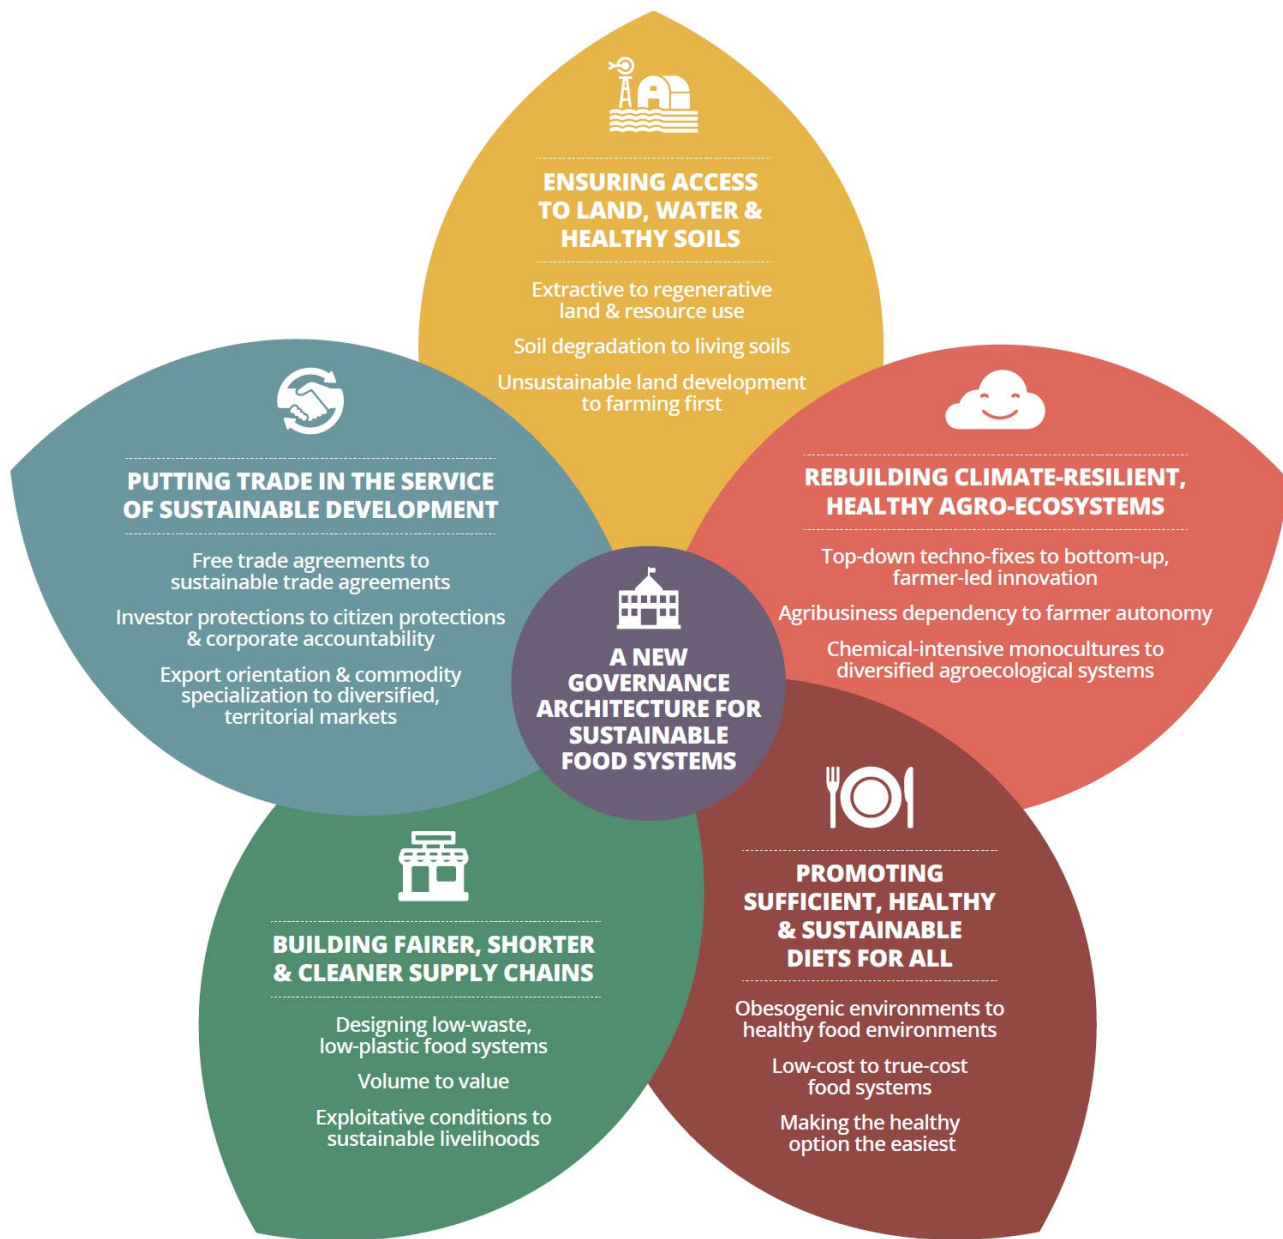 ENSURING ACCESS
TO LAND, WATER &
HEALTHY SOILS
Extractive to regenerative
land & resource use
Soil degradation to living soils
Unsustainable land development
to farming first
REBUILDING CLIMATE-RESILIENT,
HEALTHY AGRO-ECOSYSTEMS
Top-down techno-fixes to bottom-up,
farmer-led innovation
Agribusiness dependency to farmer autonomy
Chemical-intensive monocultures to
diversified agroecological systems
PROMOTING
SUFFICIENT, HEALTHY
& SUSTAINABLE
DIETS FOR ALL
Obesogenic environments to
healthy food environments
Low-cost to true-cost
food systems
Making the healthy
option the easiest
BUILDING FAIRER, SHORTER
& CLEANER SUPPLY CHAINS
Designing low-waste,
low-plastic food systems
Volume to value
Exploitative conditions to
sustainable livelihoods
PUTTING TRADE IN THE SERVICE
OF SUSTAINABLE DEVELOPMENT
Free trade agreements to
sustainable trade agreements
Investor protections to citizen protections
& corporate accountability
Export orientation & commodity
specialization to diversified,
territorial markets
A NEW
GOVERNANCE
ARCHITECTURE FOR
SUSTAINABLE
FOOD SYSTEMS